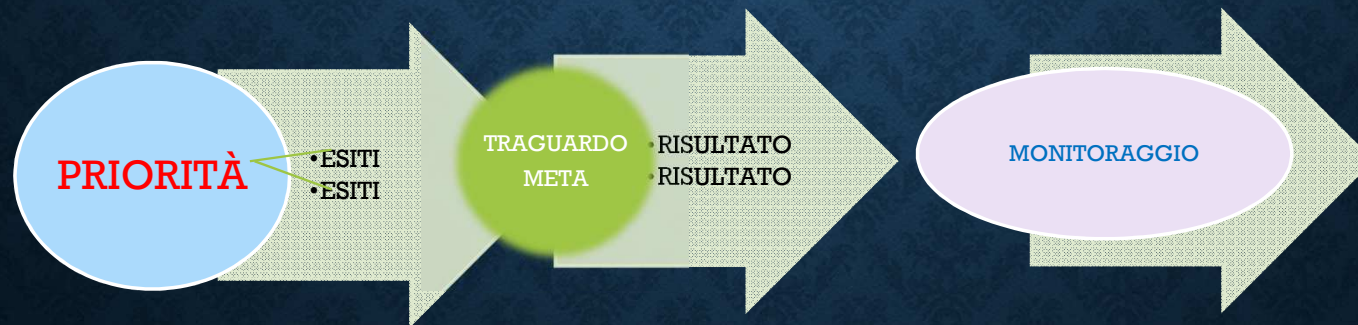 PRIORITÀ
•ESITI
•ESITI
TRAGUARDO
META
•RISULTATO
•RISULTATO
MONITORAGGIO